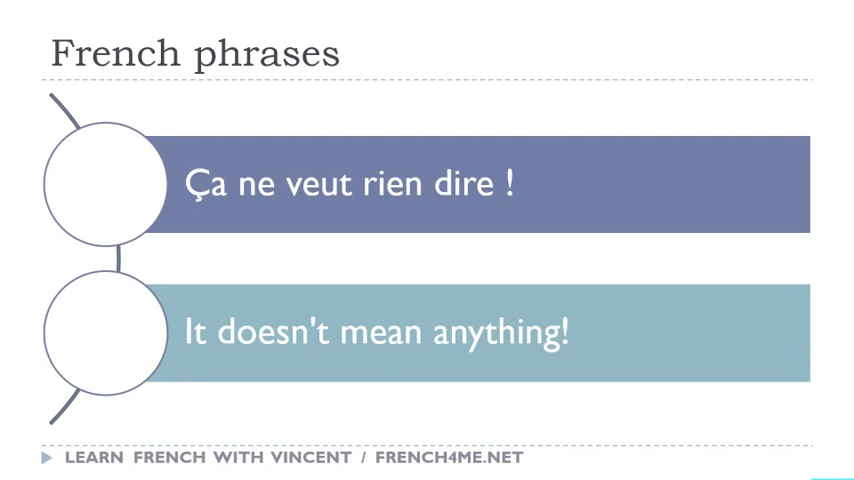 French phrases
Ça ne veut rien dire !
It doesn't mean anything!
LEARN FRENCH WITH VINCENT / FRENCH4ME.NET